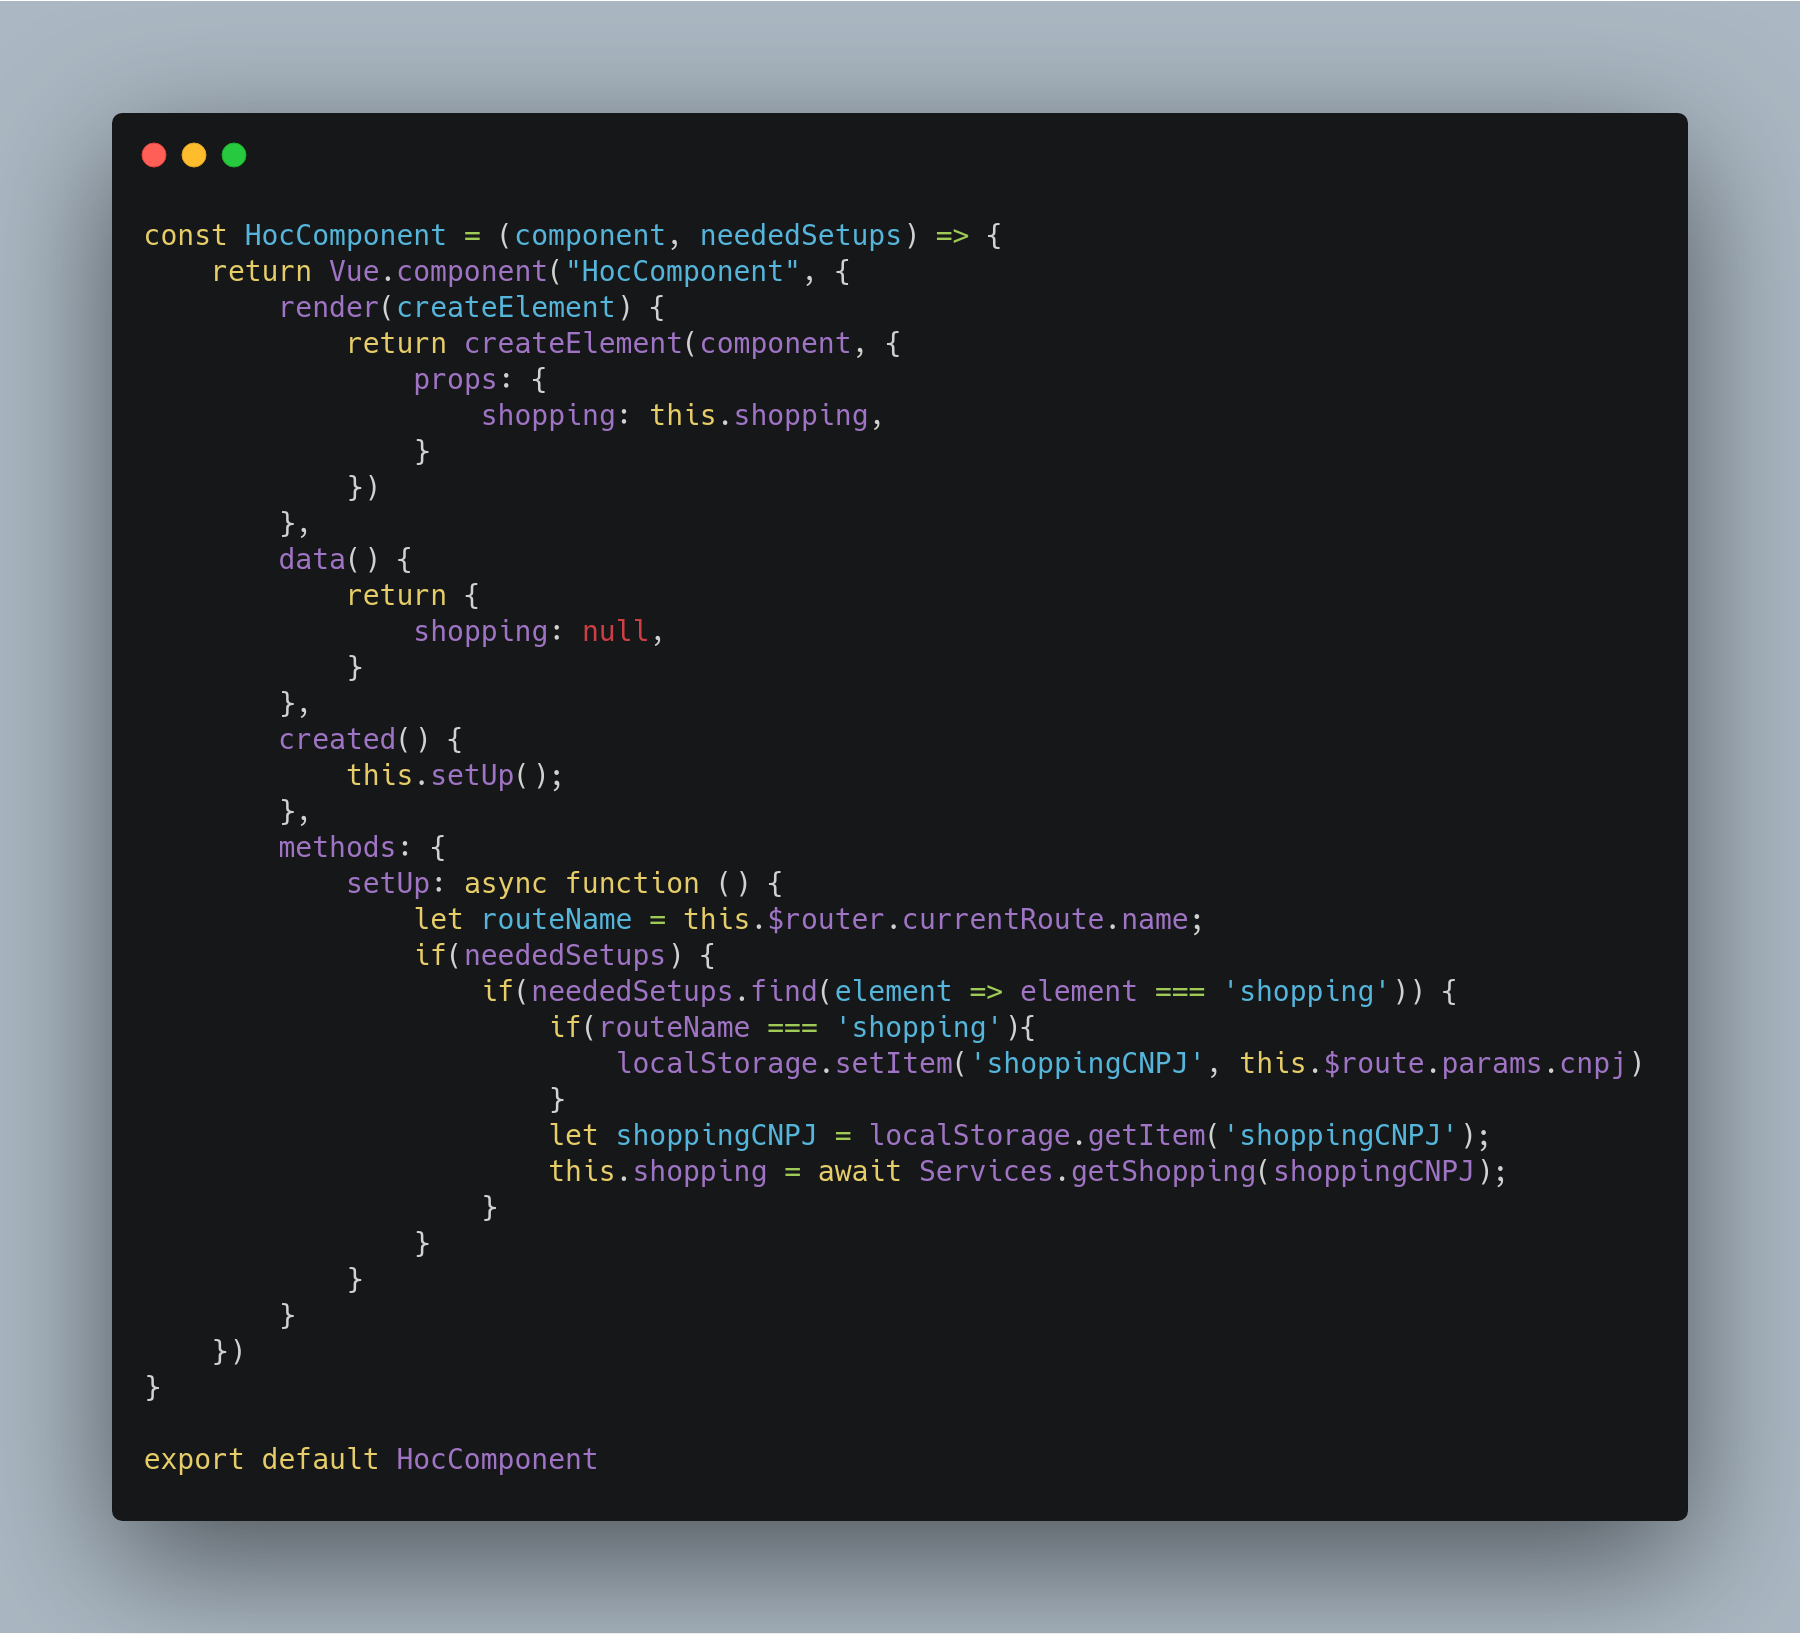 const HocComponent = (component, neededSetups) => {
    return Vue.component("HocComponent", {
        render(createElement) {
            return createElement(component, {
                props: {
                    shopping: this.shopping,
                }
            })
        },
        data() {
            return {
                shopping: null,
            }
        },
        created() {
            this.setUp();
        },
        methods: {
            setUp: async function () {
                let routeName = this.$router.currentRoute.name;
                if(neededSetups) {
                    if(neededSetups.find(element => element === 'shopping')) {
                        if(routeName === 'shopping'){
                            localStorage.setItem('shoppingCNPJ', this.$route.params.cnpj)
                        }
                        let shoppingCNPJ = localStorage.getItem('shoppingCNPJ');
                        this.shopping = await Services.getShopping(shoppingCNPJ);
                    }
                }
            }
        }
    })
}

export default HocComponent